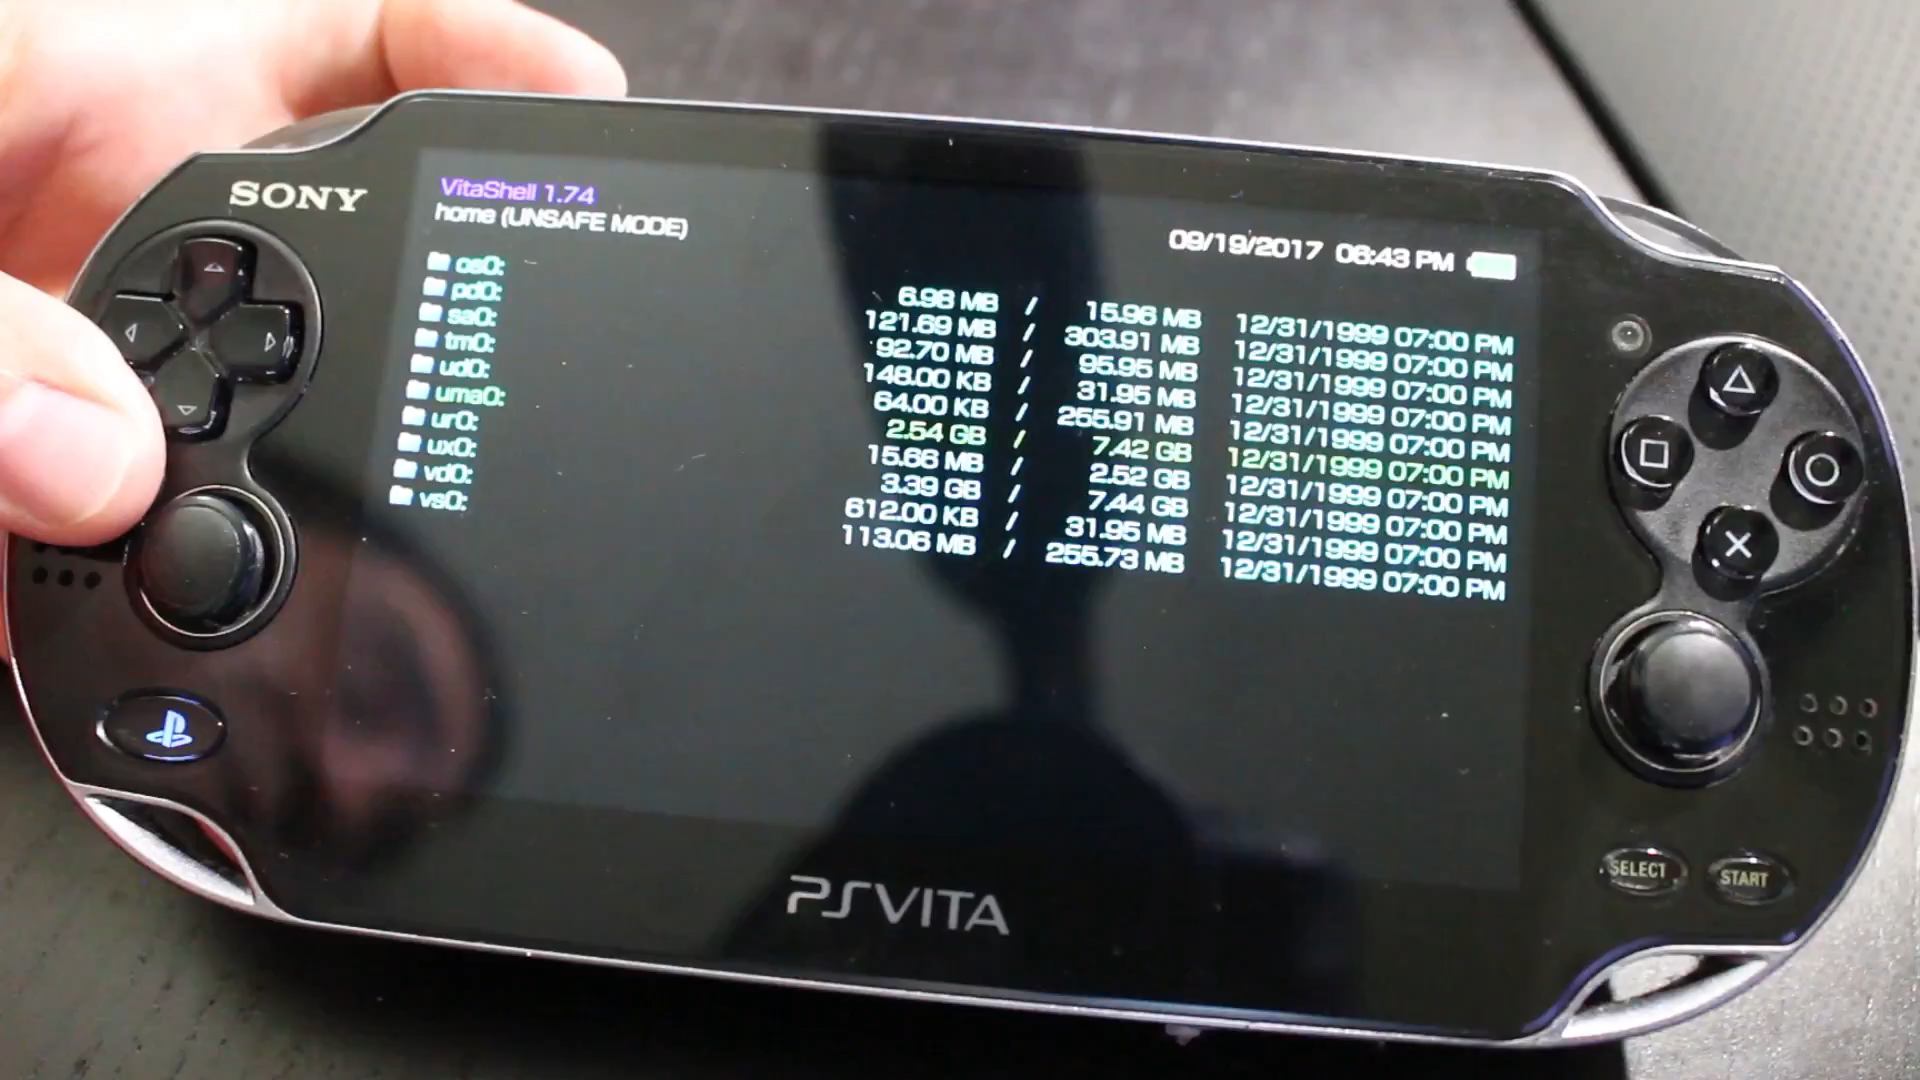 SONY
VitaShell 1.74
home (UNSAFE MODE)
09/19/2017 08:43 PM
os0: 6.98 MB / 15.96 MB 12/31/1999 07:00 PM
pd0: 121.69 MB / 303.91 MB 12/31/1999 07:00 PM
sa0: 92.70 MB / 95.95 MB 12/31/1999 07:00 PM
tm0: 148.00 KB / 31.95 MB 12/31/1999 07:00 PM
ud0: 64.00 KB / 255.91 MB 12/31/1999 07:00 PM
uma0: 2.54 GB / 7.42 GB 12/31/1999 07:00 PM
ur0: 15.66 MB / 2.52 GB 12/31/1999 07:00 PM
ux0: 3.39 GB / 7.44 GB 12/31/1999 07:00 PM
vd0: 612.00 KB / 31.95 MB 12/31/1999 07:00 PM
vs0: 113.06 MB / 255.73 MB 12/31/1999 07:00 PM
SELECT
START
PSVITA